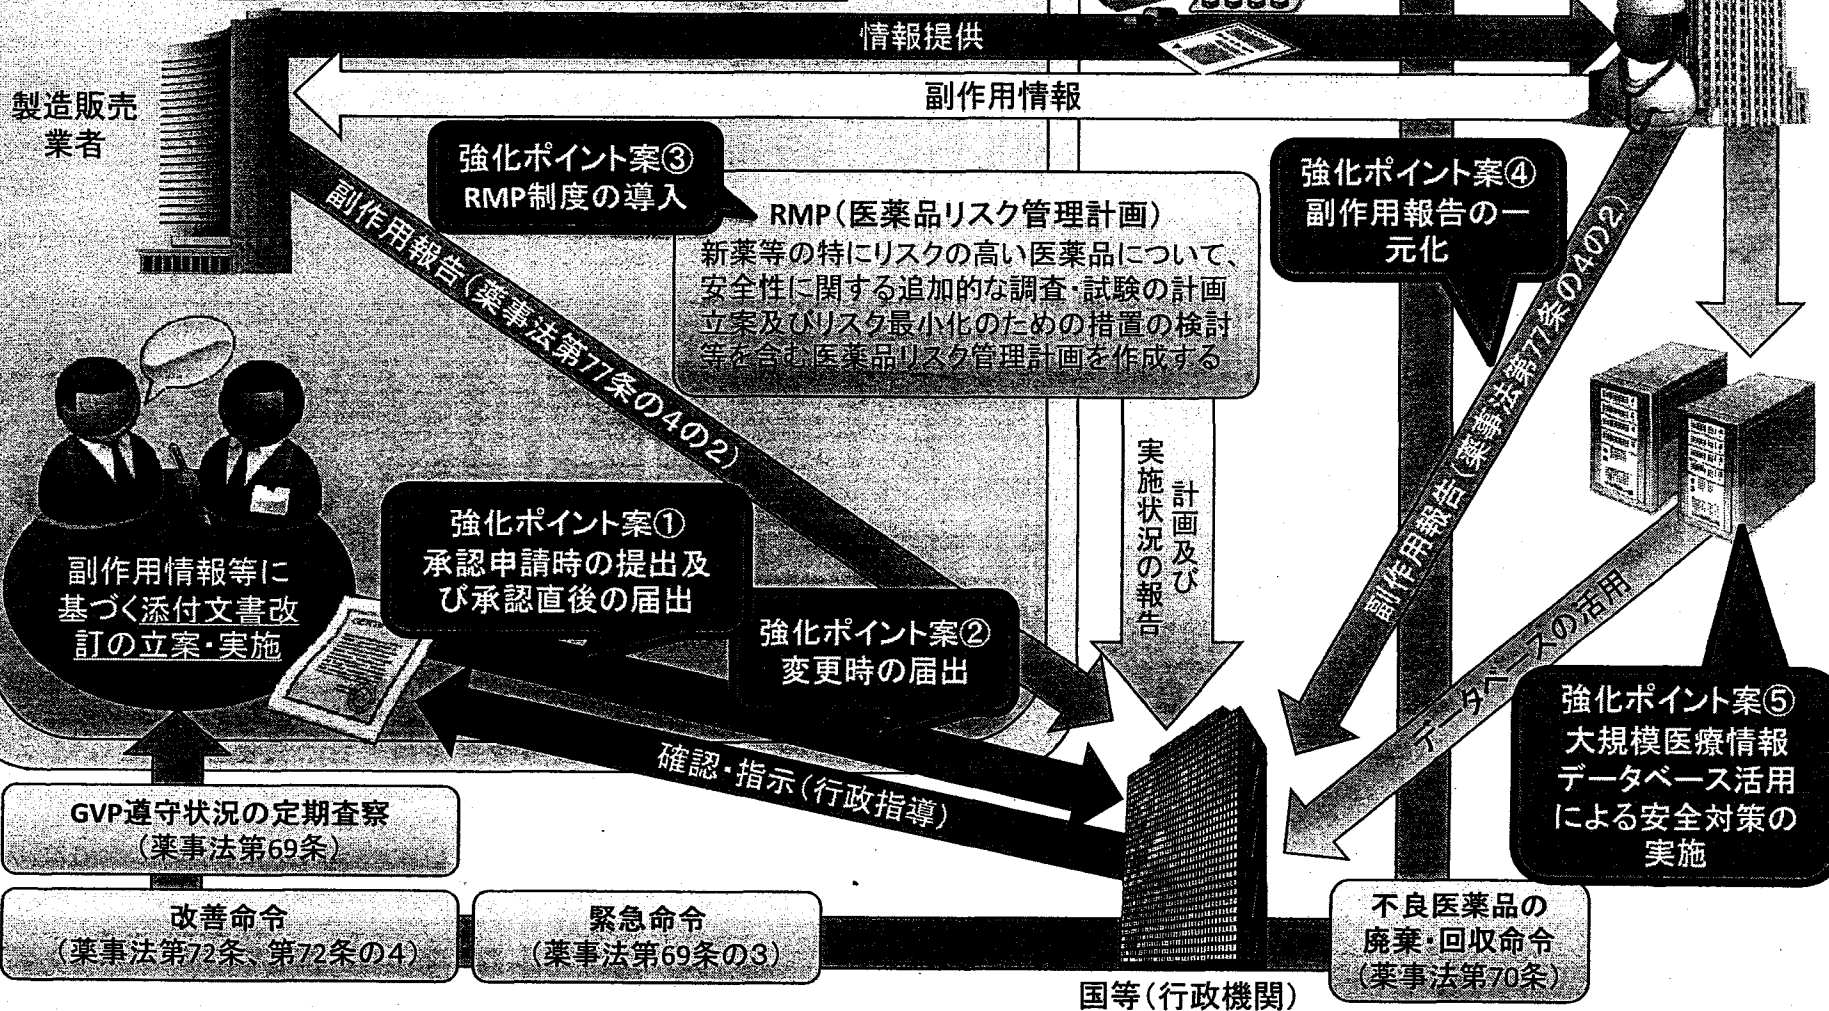 情報提供
副作用情報
製造販売
業者
強化ポイント案③
RMP制度の導入
RMP(医薬品リスク管理計画)
新薬等の特にリスクの高い医薬品について、
安全性に関する追加的な調査・試験の計画
立案及びリスク最小化のための措置の検討
等を含む医薬品リスク管理計画を作成する
強化ポイント案④
副作用報告の一
元化
副作用報告(薬事法第77条の4の2)
副作用報告(薬事法第77条の4の2)
計画及び
実施状況の報告
強化ポイント案①
承認申請時の提出及
び承認直後の届出
副作用情報等に
基づく添付文書改
訂の立案・実施
強化ポイント案②
変更時の届出
データベースの活用
強化ポイント案⑤
大規模医療情報
データベース活用
による安全対策の
実施
確認・指示(行政指導)
GVP遵守状況の定期査察
(薬事法第69条)
改善命令
(薬事法第72条、第72条の4)
緊急命令
(薬事法第69条の3)
不良医薬品の
廃棄・回収命令
(薬事法第70条)
国等(行政機関)